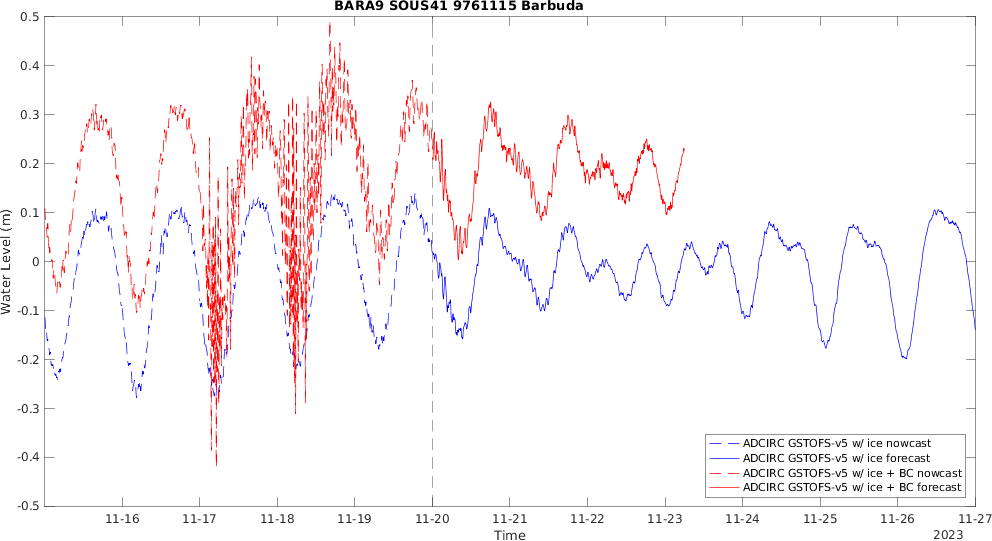 BARA9 SOUS41 9761115 Barbuda
0.5
0.4
0.3
0.2
0.1
0
-0.1
-0.2
-0.3
-0.4
-0.5
Water Level (m)
11-16 11-17 11-18 11-19 11-20 11-21 11-22 11-23 11-24 11-25 11-26 11-27
Time
2023
ADCIRC GSTOFS-v5 w/ ice nowcast
ADCIRC GSTOFS-v5 w/ ice forecast
ADCIRC GSTOFS-v5 w/ ice + BC nowcast
ADCIRC GSTOFS-v5 w/ ice + BC forecast